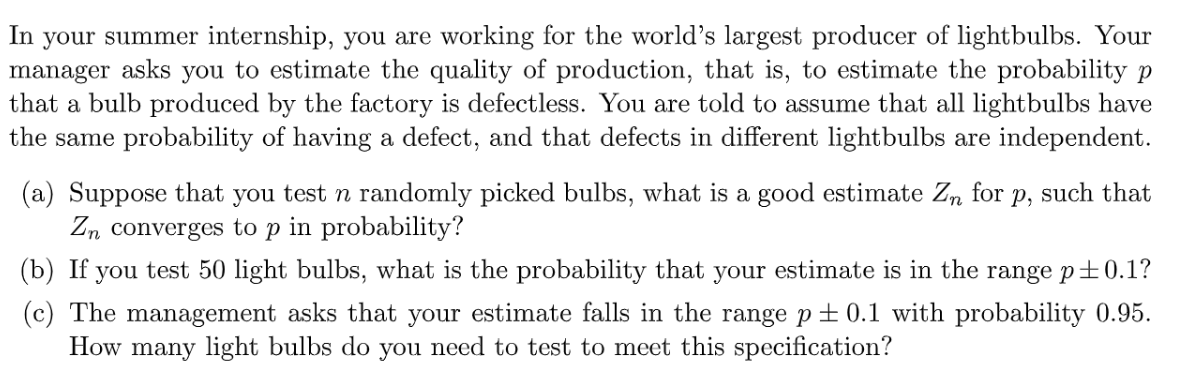 In your summer internship, you are working for the world's largest producer of lightbulbs. Your
manager asks you to estimate the quality of production, that is, to estimate the probability p
that a bulb produced by the factory is defectless. You are told to assume that all lightbulbs have
the same probability of having a defect, and that defects in different lightbulbs are independent.
(a) Suppose that you test n randomly picked bulbs, what is a good estimate Zₙ for p, such that
Zₙ converges to p in probability?
(b) If you test 50 light bulbs, what is the probability that your estimate is in the range p ± 0.1?
(c) The management asks that your estimate falls in the range p ± 0.1 with probability 0.95.
How many light bulbs do you need to test to meet this specification?